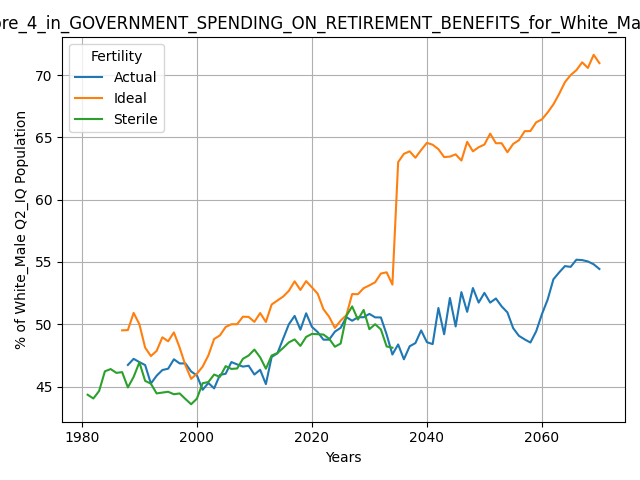 ore_4_in_GOVERNMENT_SPENDING_ON_RETIREMENT_BENEFITS_for_White_Ma
Fertility
Actual
Ideal
Sterile
% of White_Male Q2_IQ Population
70
65
60
55
50
45
1980
2000
2020
2040
2060
Years